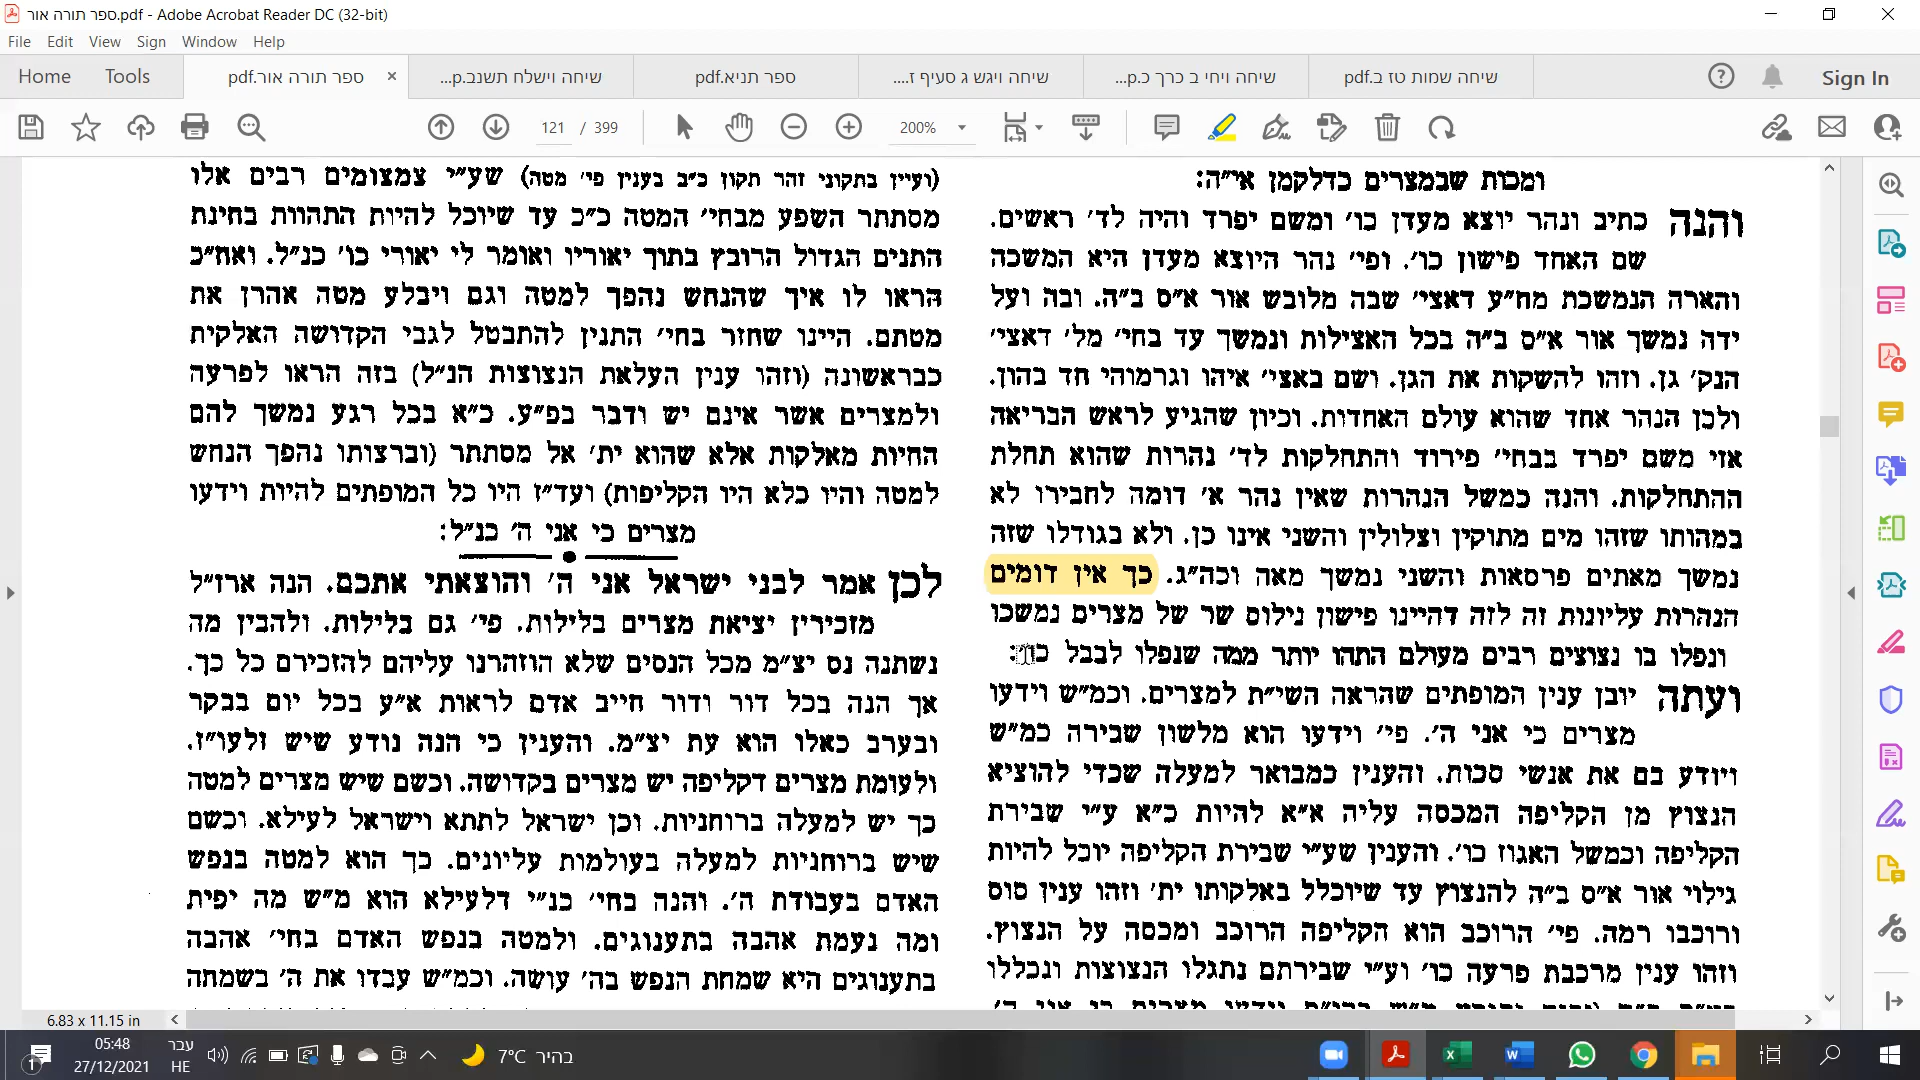 ספר תורה אור.pdf - Adobe Acrobat Reader DC (32-bit)
File Edit View Sign Window Help
Home Tools ספר תורה אור.pdf שיחה וישלח תשנב.p... ספר תניא.pdf שיחה ויגש ג סעיף ז.... שיחה ויחי ב כרך כ.p... שיחה שמות טז ב.pdf Sign In
121 / 399 200%
ומכות שבמצרים כדלקמן אי״ה:
והנה כתיב ונהר יוצא מעדן כו׳ ומשם יפרד והיה לד׳ ראשים.
שם האחד פישון כו׳. ופי׳ נהר היוצא מעדן היא המשכה
והארה הנמשכת מח״ע דאצי׳ שבה מלובש אור א״ס ב״ה. ובה ועל
ידה נמשך אור א״ס ב״ה בכל האצילות ונמשך עד בחי׳ מל׳ דאצי׳
הנק׳ גן. וזהו להשקות את הגן. ושם באצי׳ איהו וגרמוהי חד בהון.
ולכן הנהר אחד שהוא עולם האחדות. וכיון שהגיע לראש הבריאה
אזי משם יפרד בבחי׳ פירוד והתחלקות לד׳ נהרות שהוא תחלת
ההתחלקות. והנה כמשל הנהרות שאין נהר א׳ דומה לחבירו לא
במהותו שזהו מים מתוקין וצלולין והשני אינו כן. ולא בגודלו שזה
נמשך מאתים פרסאות והשני נמשך מאה וכה״ג. כך אין דומים
הנהרות עליונות זה לזה דהיינו פישון נילוס שר של מצרים נמשכו
ונפלו בו נצוצים רבים מעולם התהו יותר ממה שנפלו לבבל
ועתה יובן ענין המופתים שהראה השי״ת למצרים. וכמ״ש וידעו
מצרים כי אני ה׳. פי׳ וידעו הוא מלשון שבירה כמ״ש
ויודע בם את אנשי סכות. והענין כמבואר למעלה שכדי להוציא
הנצוץ מן הקליפה המכסה עליה א״א להיות כ״א ע״י שבירת
הקליפה וכמשל האגוז כו׳. והענין שע״י שבירת הקליפה יוכל להיות
גילוי אור א״ס ב״ה להנצוץ עד שיוכלל באלקותו ית׳ וזהו ענין סוס
ורוכבו רמה. פי׳ הרוכב הוא הקליפה הרוכב ומכסה על הנצוץ.
וזהו ענין מרכבת פרעה כו׳ וע״י שבירתם נתגלו הנצוצות ונכללו
(ועיין בתקוני זהר תקון כ״ב בענין פי׳ מטה) שע״י צמצומים רבים אלו
מסתתר השפע מבחי׳ המטה כ״כ עד שיוכל להיות התהוות בחינת
התנים הגדול הרובץ בתוך יאוריו ואומר לי יאורי כו׳ כנ״ל. ואח״כ
הראו לו איך שהנחש נהפך למטה וגם ויבלע מטה אהרן את
מטתם. היינו שחזר בחי׳ התנין להתבטל לגבי הקדושה האלקית
כבראשונה (וזהו ענין העלאת הנצוצות הנ״ל) בזה הראו לפרעה
ולמצרים אשר אינם יש ודבר בפ״ע. כ״א בכל רגע נמשך להם
החיות מאלקות אלא שהוא ית׳ אל מסתתר (וברצותו נהפך הנחש
למטה והיו כלא היו הקליפות) ועד״ז היו כל המופתים להיות וידעו
מצרים כי אני ה׳ כנ״ל:
לכן אמר לבני ישראל אני ה׳ והוצאתי אתכם. הנה ארז״ל
מזכירין יציאת מצרים בלילות. פי׳ גם בלילות. ולהבין מה
נשתנה נס יצ״מ מכל הנסים שלא הוזהרנו עליהם להזכירם כל כך.
אך הנה בכל דור ודור חייב אדם לראות א״ע בכל יום בבקר
ובערב כאלו הוא עת יצ״מ. והענין כי הנה נודע שיש זלעו״ז.
ולעומת מצרים דקליפה יש מצרים בקדושה. וכשם שיש מצרים למטה
כך יש למעלה ברוחניות. וכן ישראל לתתא וישראל לעילא. וכשם
שיש ברוחניות למעלה בעולמות עליונים. כך הוא למטה בנפש
האדם בעבודת ה׳. והנה בחי׳ כנ״י דלעילא הוא מ״ש מה יפית
ומה נעמת אהבה בתענוגים. ולמטה בנפש האדם בחי׳ אהבה
בתענוגים היא שמחת הנפש בה׳ עושה. וכמ״ש עבדו את ה׳ בשמחה
6.83 x 11.15 in
05:48
27/12/2021
עבר
HE
7°C בהיר